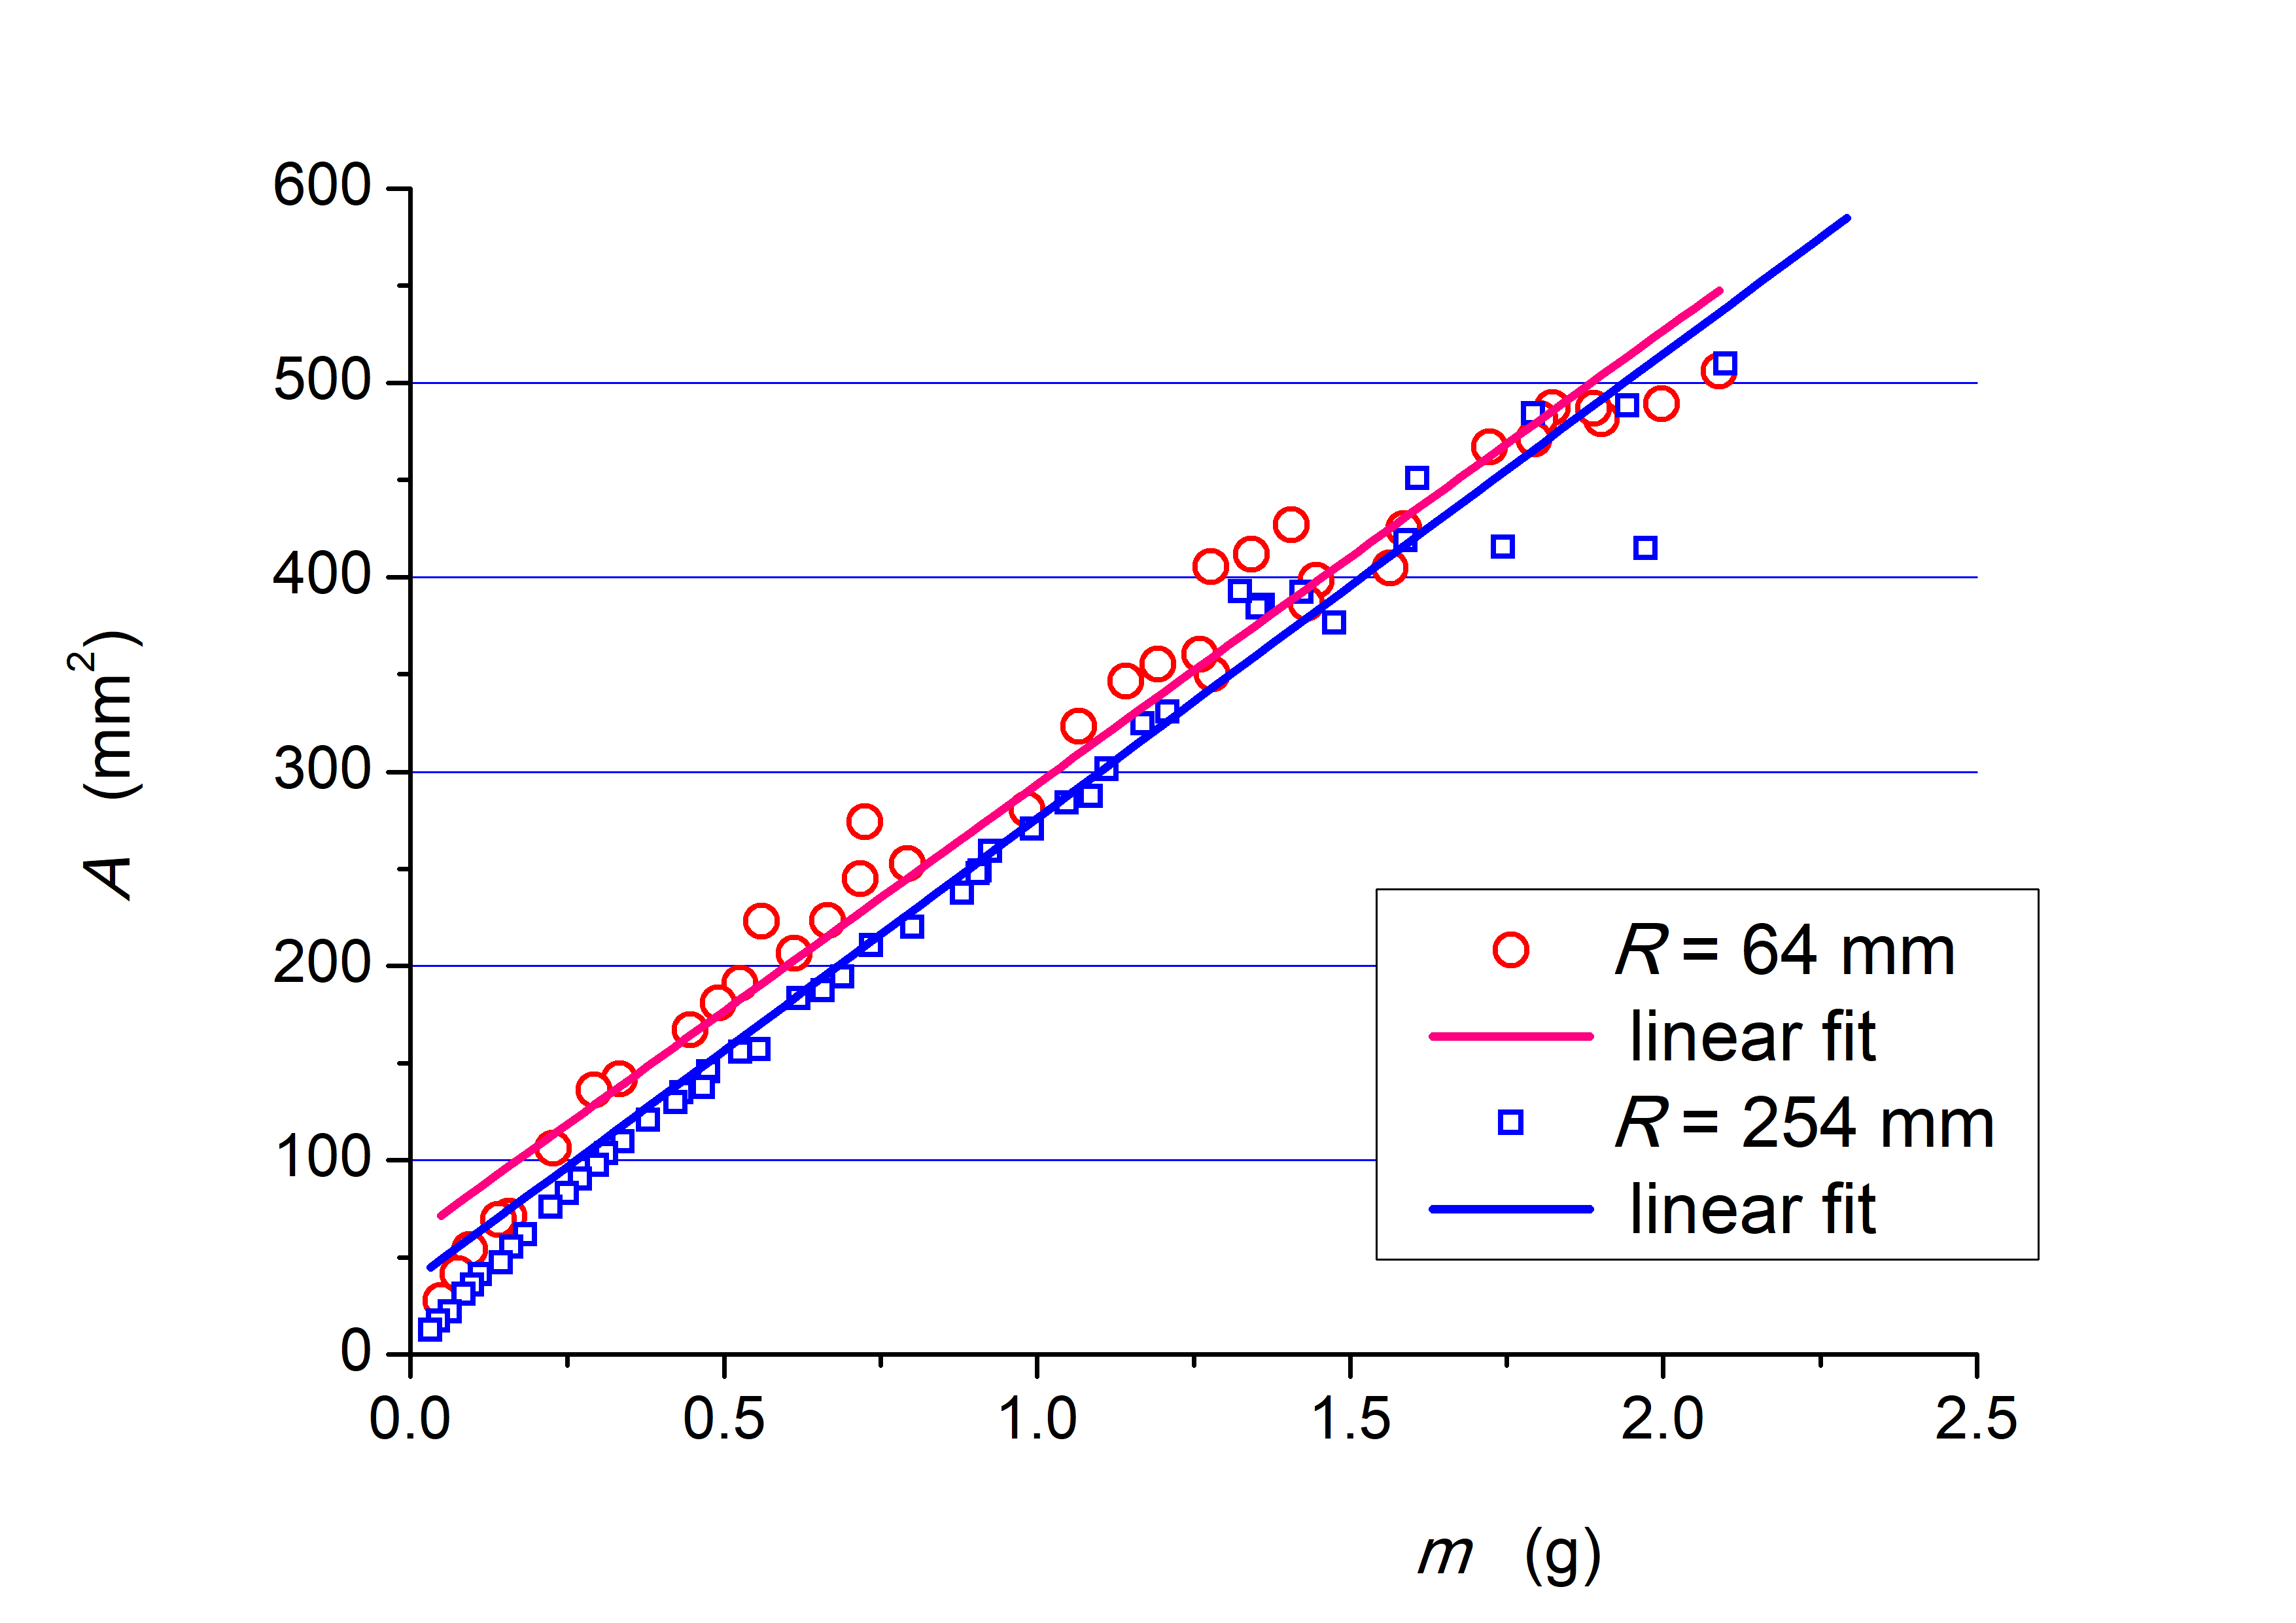 600
500
400
300
200
100
0
A (mm²)
0.0 0.5 1.0 1.5 2.0 2.5
m (g)
R = 64 mm
linear fit
R = 254 mm
linear fit